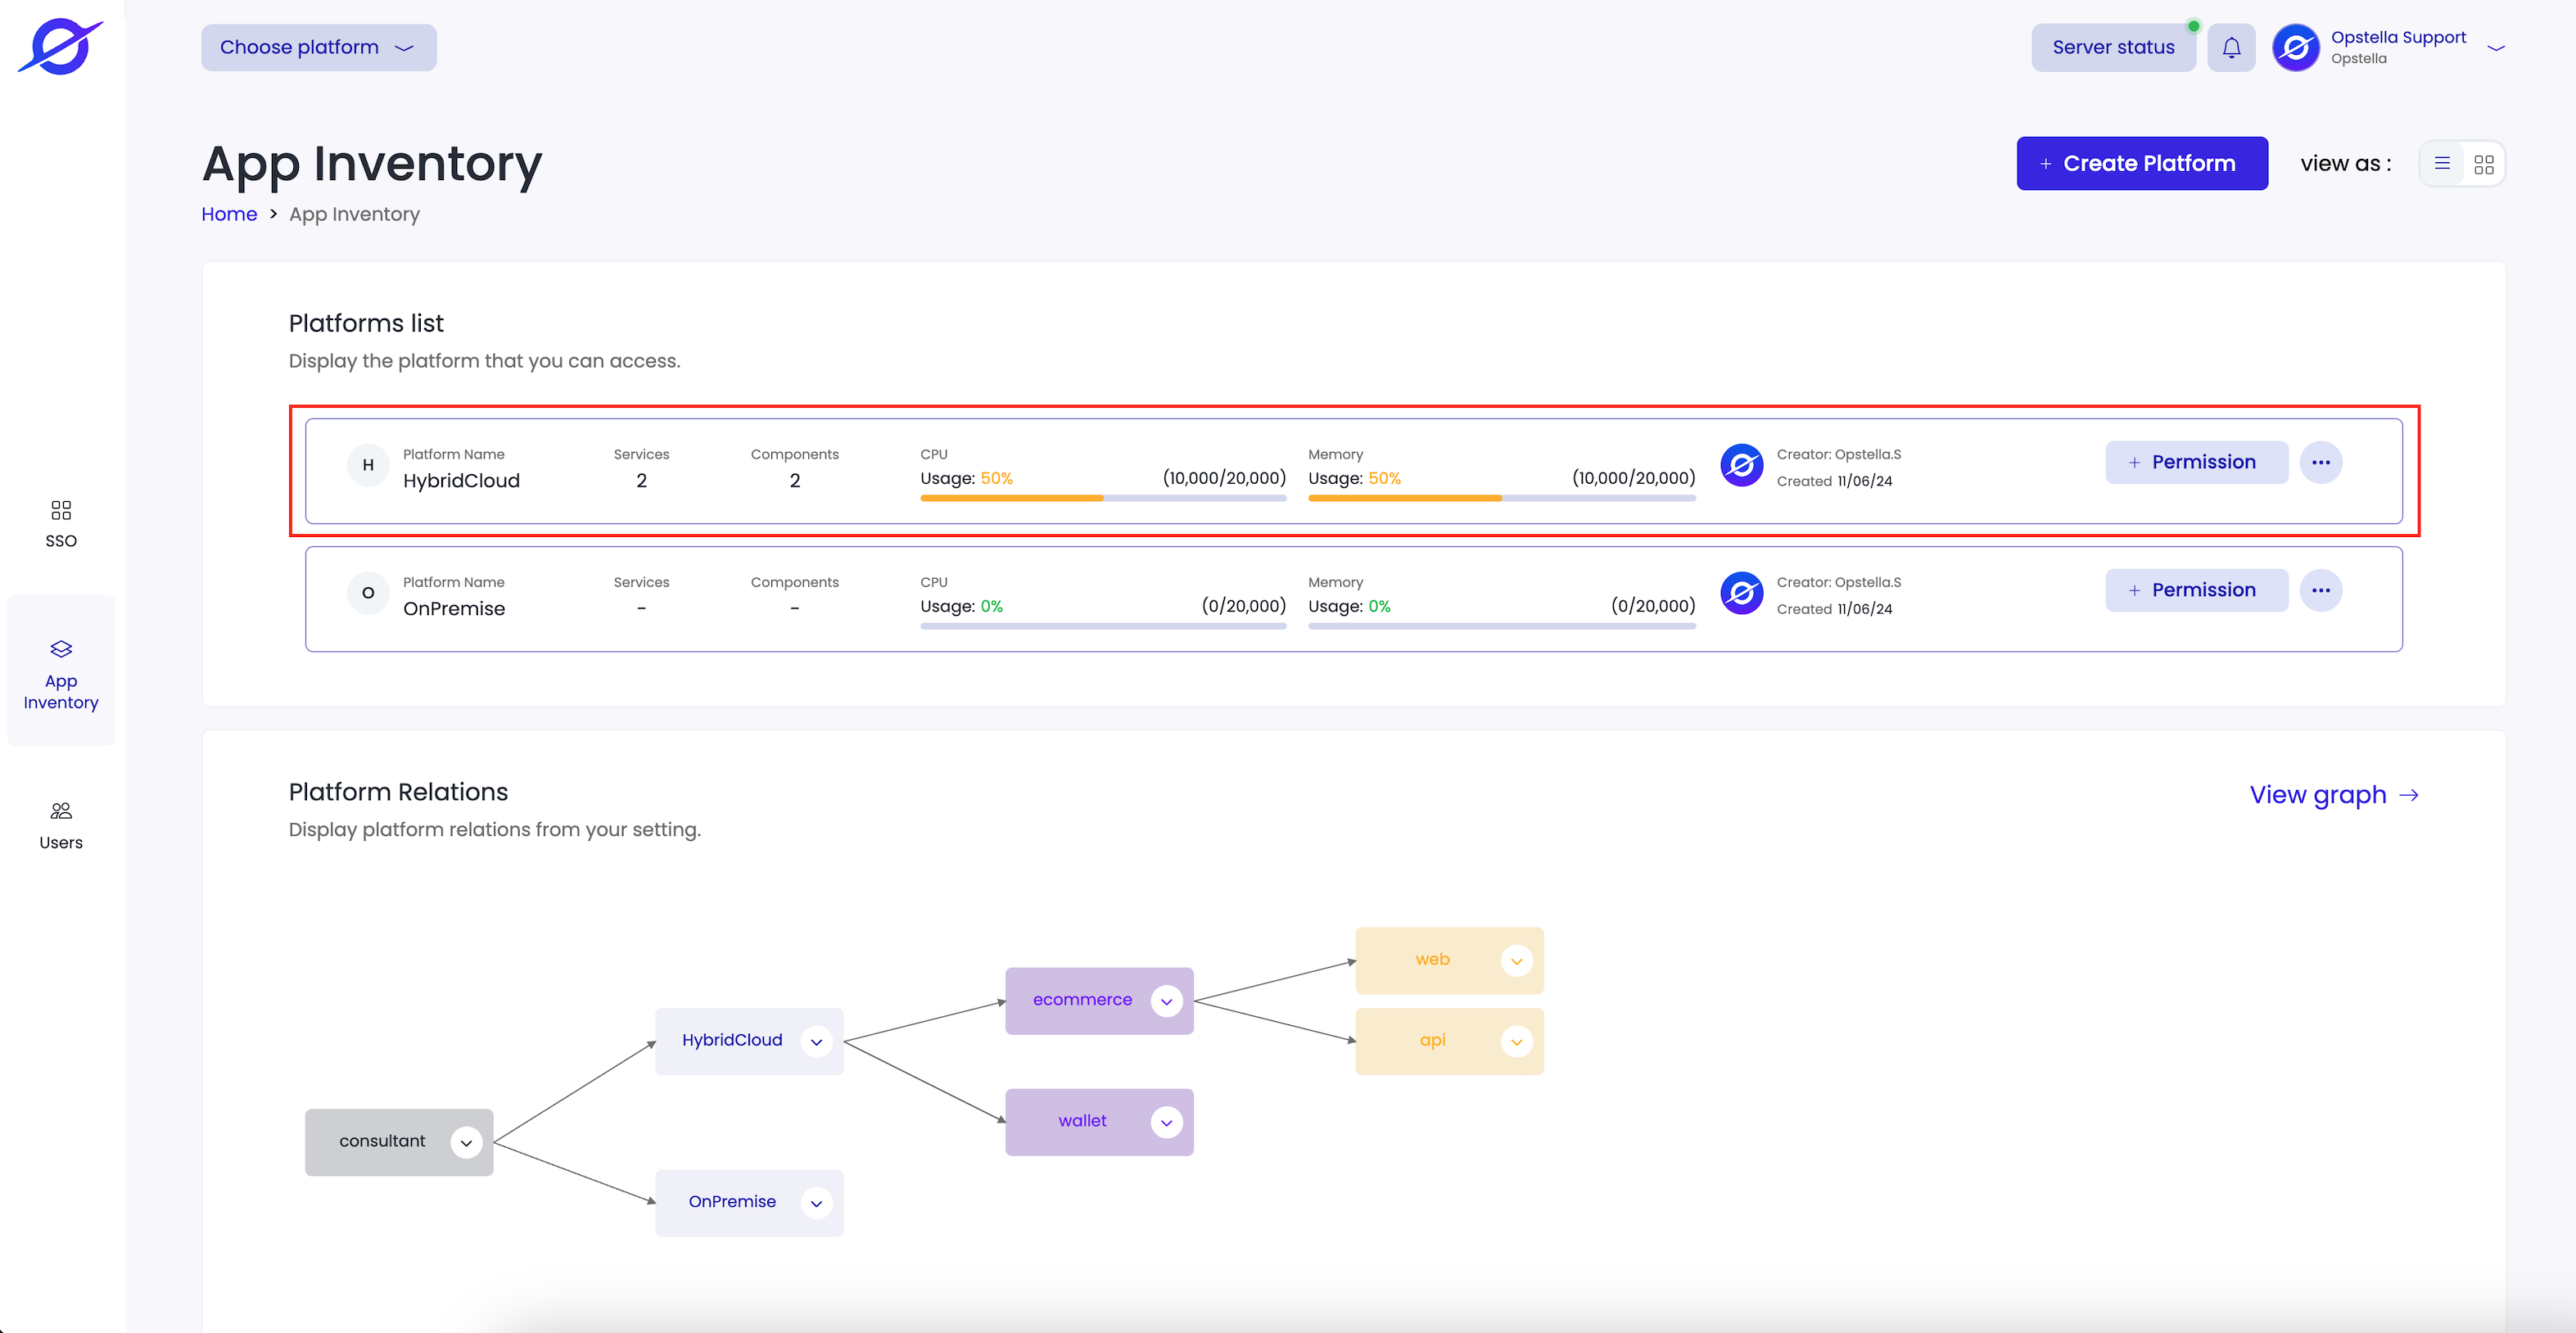 Choose platform
Server status
Opstella Support
Opstella
App Inventory
+ Create Platform
view as :
Home > App Inventory
Platforms list
Display the platform that you can access.
H
Platform Name
HybridCloud
Services
2
Components
2
CPU
Usage: 50% (10,000/20,000)
Memory
Usage: 50% (10,000/20,000)
Creator: Opstella.S
Created 11/06/24
+ Permission
O
Platform Name
OnPremise
Services
-
Components
-
CPU
Usage: 0% (0/20,000)
Memory
Usage: 0% (0/20,000)
Creator: Opstella.S
Created 11/06/24
+ Permission
SSO
App
Inventory
Users
Platform Relations
View graph →
Display platform relations from your setting.
consultant
HybridCloud
OnPremise
ecommerce
wallet
web
api